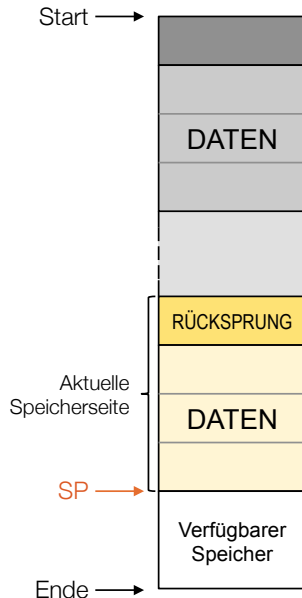 Start
DATEN
RÜCKSPRUNG
Aktuelle
Speicherseite
DATEN
SP
Verfügbarer
Speicher
Ende